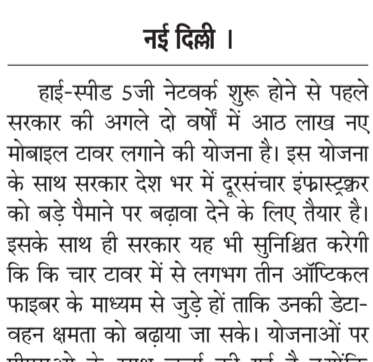 नई दिल्ली ।
हाई-स्पीड 5जी नेटवर्क शुरू होने से पहले
सरकार की अगले दो वर्षों में आठ लाख नए
मोबाइल टावर लगाने की योजना है। इस योजना
के साथ सरकार देश भर में दूरसंचार इंफ्रास्ट्रक्चर
को बड़े पैमाने पर बढ़ावा देने के लिए तैयार है।
इसके साथ ही सरकार यह भी सुनिश्चित करेगी
कि कि चार टावर में से लगभग तीन ऑप्टिकल
फाइबर के माध्यम से जुड़े हों ताकि उनकी डेटा-
वहन क्षमता को बढ़ाया जा सके। योजनाओं पर